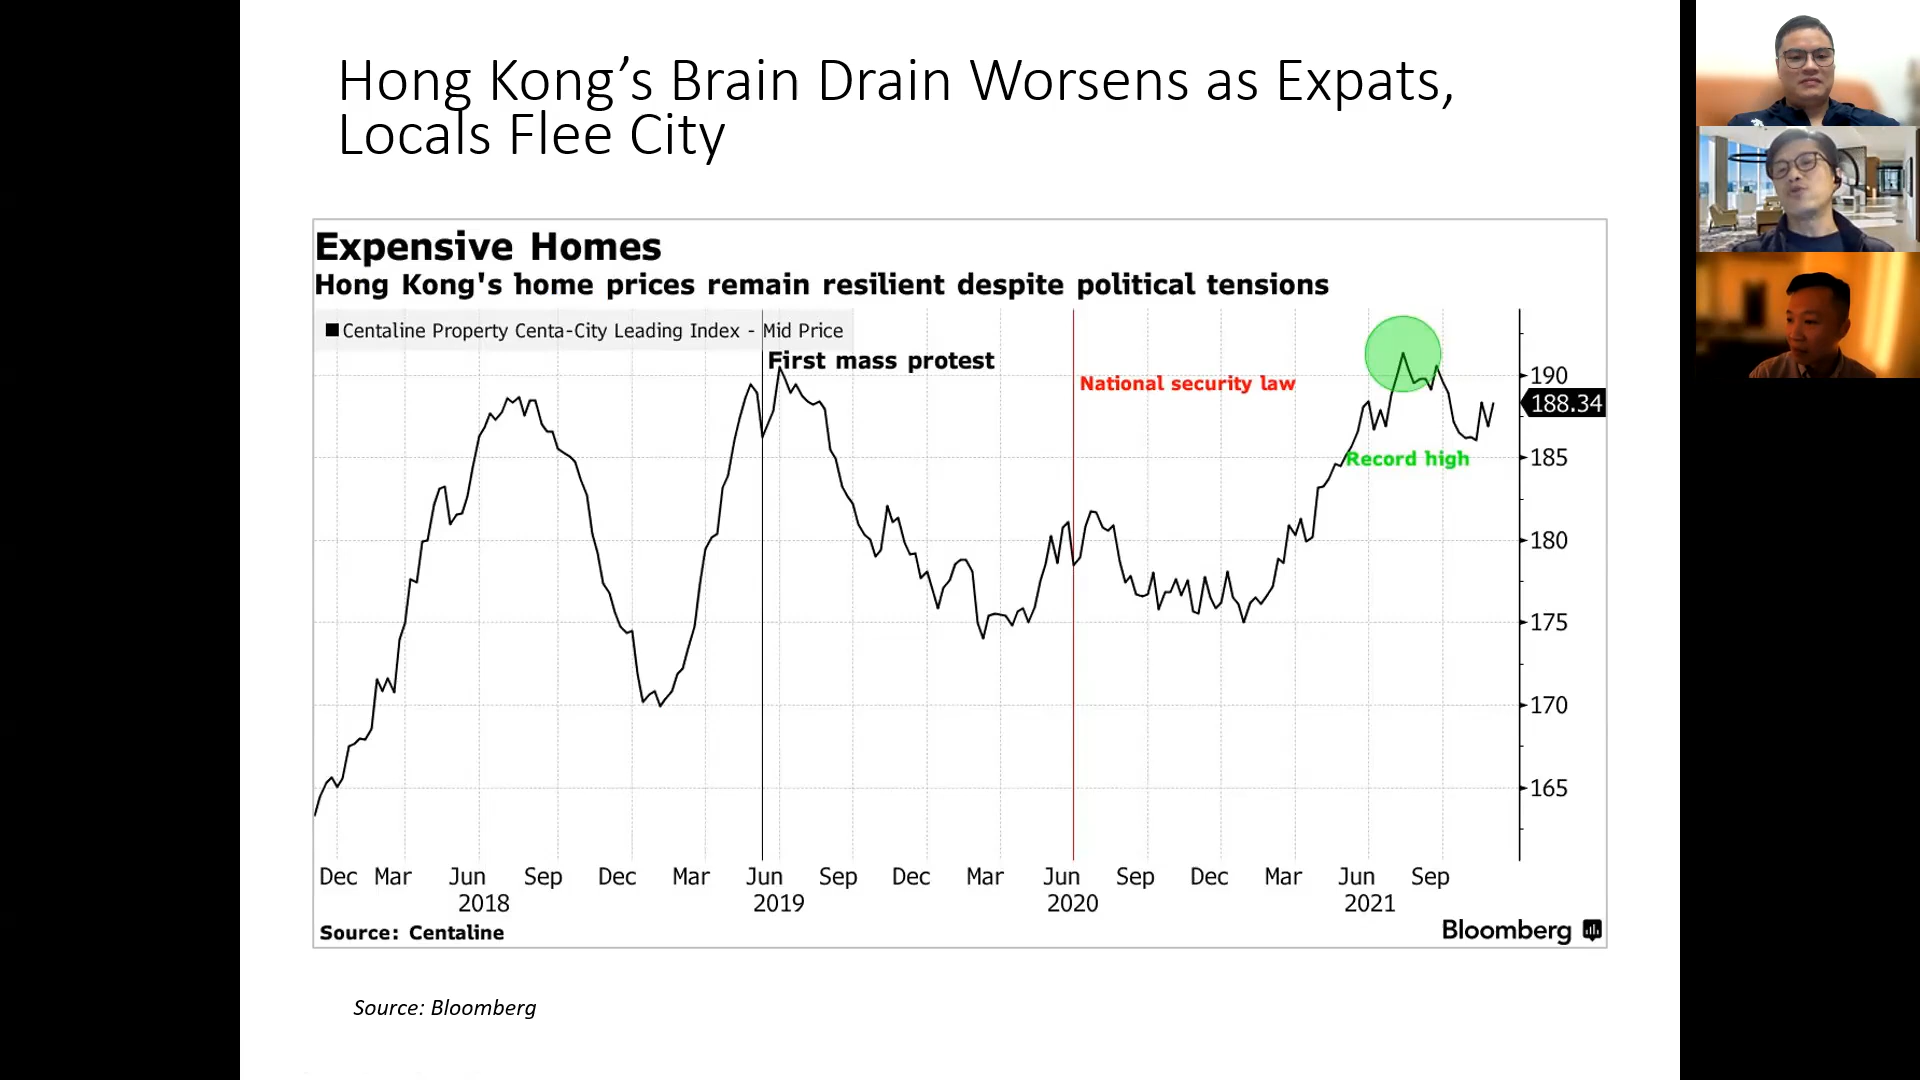 Hong Kong’s Brain Drain Worsens as Expats,
Locals Flee City
Expensive Homes
Hong Kong's home prices remain resilient despite political tensions
Centaline Property Centa-City Leading Index - Mid Price
First mass protest
National security law
Record high
190
188.34
185
180
175
170
165
Dec Mar Jun Sep Dec Mar Jun Sep Dec Mar Jun Sep Dec Mar Jun Sep
2018 2019 2020 2021
Source: Centaline
Bloomberg
Source: Bloomberg